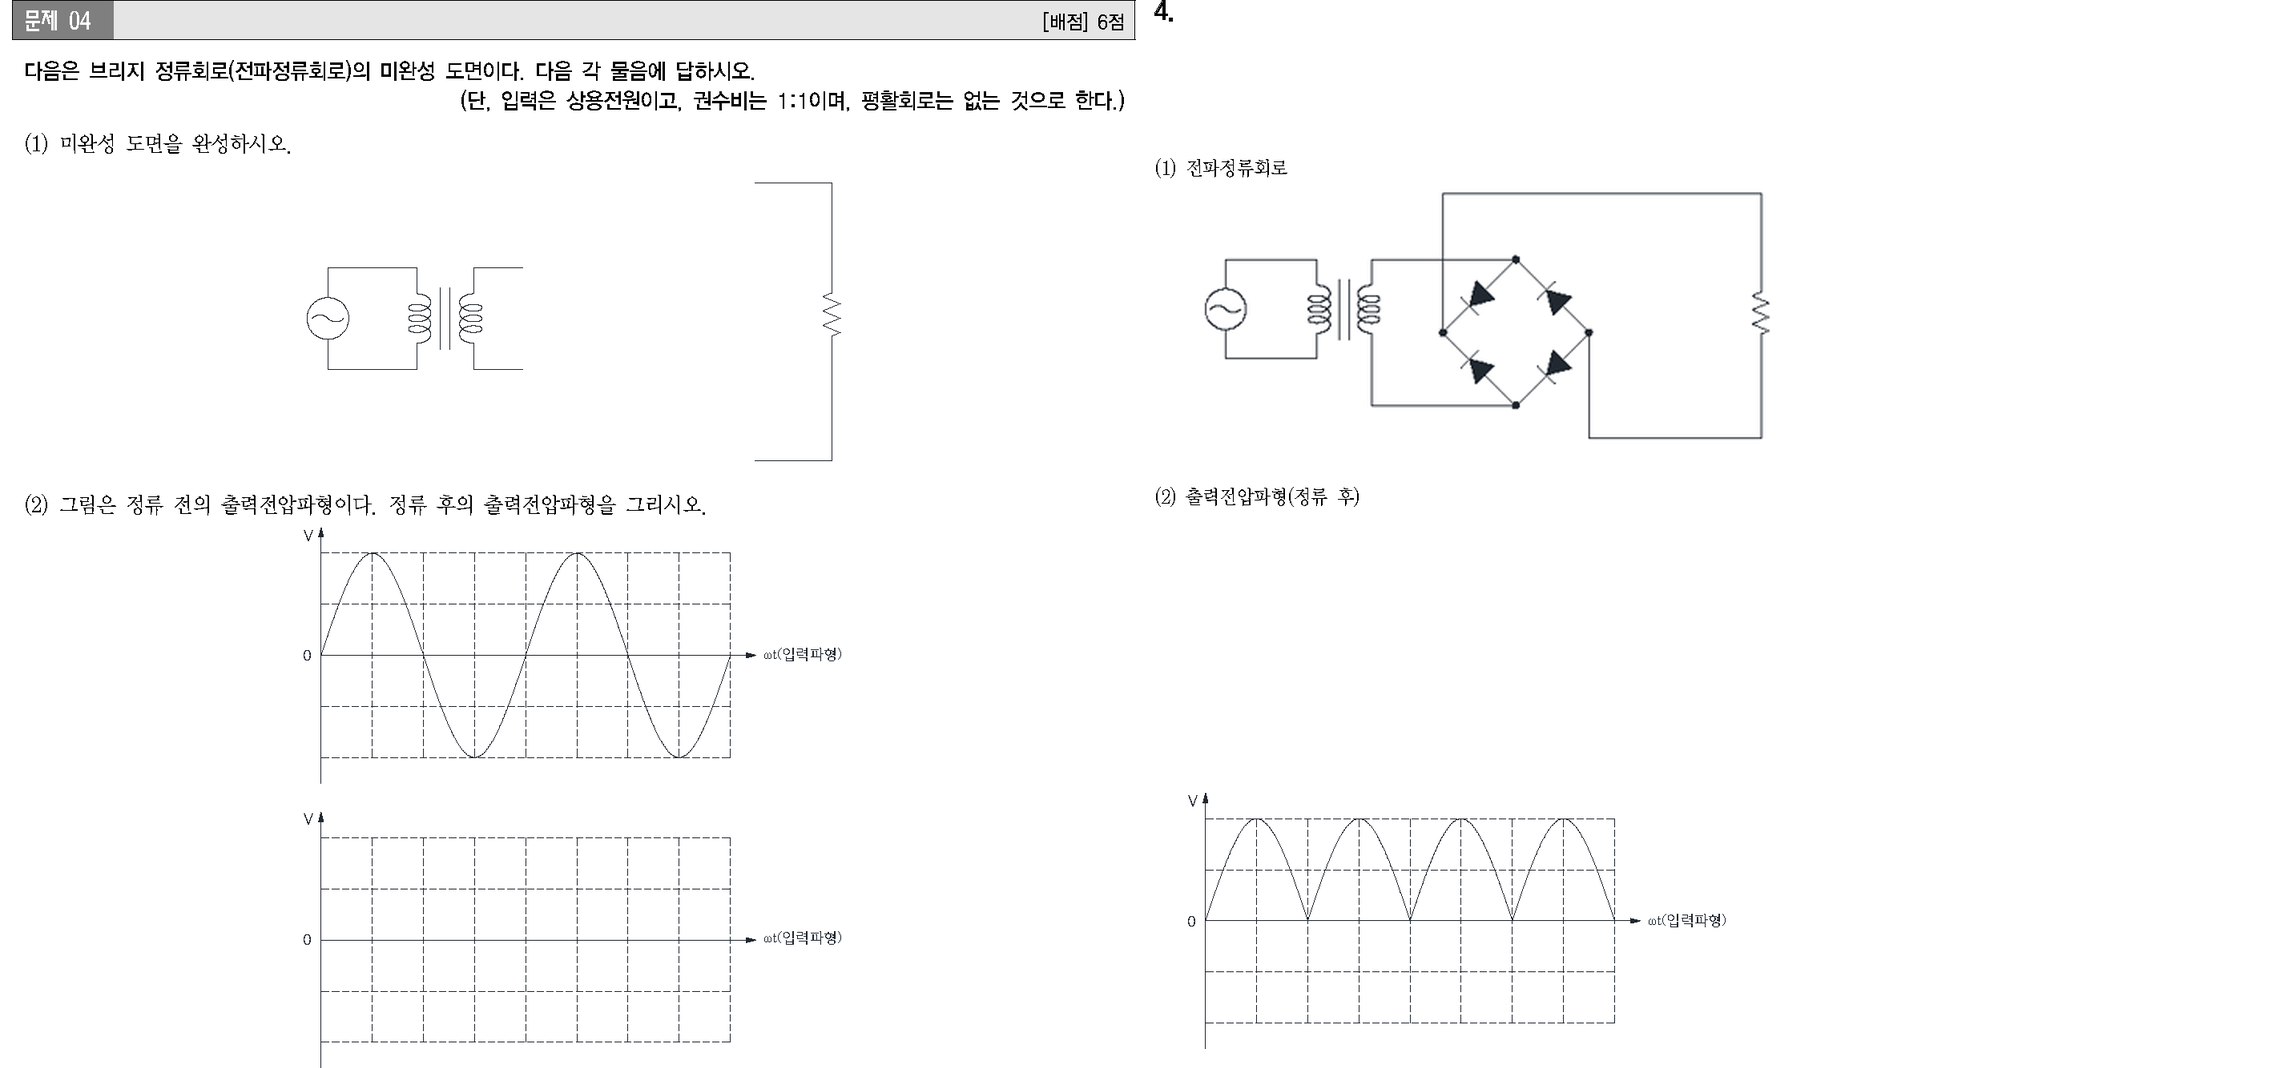 문제 04
[배점] 6점
다음은 브리지 정류회로(전파정류회로)의 미완성 도면이다. 다음 각 물음에 답하시오.
(단, 입력은 상용전원이고, 권수비는 1:1이며, 평활회로는 없는 것으로 한다.)
(1) 미완성 도면을 완성하시오.
(2) 그림은 정류 전의 출력전압파형이다. 정류 후의 출력전압파형을 그리시오.
V
0
ωt(입력파형)
V
0
ωt(입력파형)
4.
(1) 전파정류회로
(2) 출력전압파형(정류 후)
V
0
ωt(입력파형)